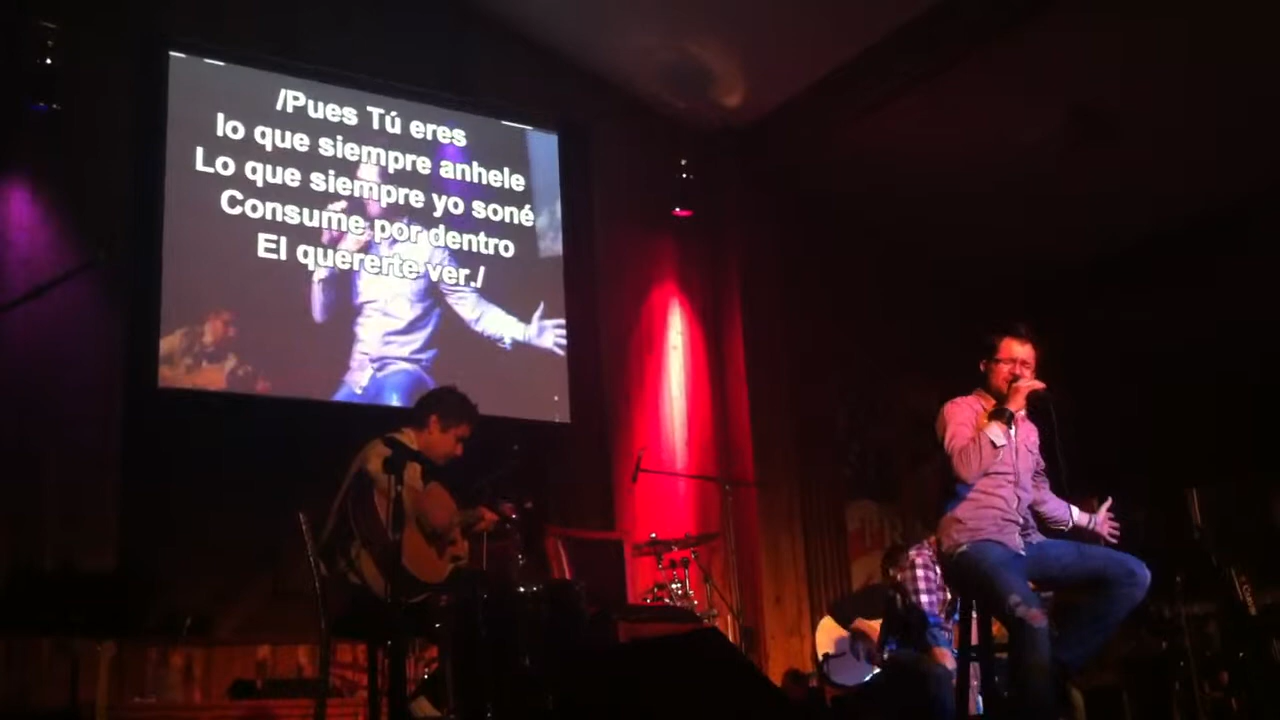 /Pues Tú eres
lo que siempre anhele
Lo que siempre yo soné
Consume por dentro
El quererte ver./